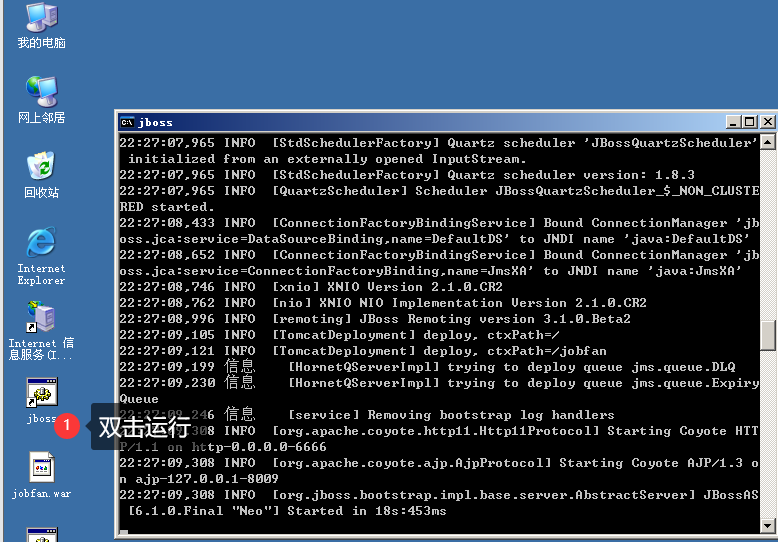 我的电脑
网上邻居
回收站
Internet
Explorer
Internet 信
息服务(I...
jboss
1
双击运行
jobfan.war
jboss
22:27:07,965 INFO  [StdSchedulerFactory] Quartz scheduler 'JBossQuartzScheduler'
 initialized from an externally opened InputStream.
22:27:07,965 INFO  [StdSchedulerFactory] Quartz scheduler version: 1.8.3
22:27:07,965 INFO  [QuartzScheduler] Scheduler JBossQuartzScheduler_$_NON_CLUSTE
RED started.
22:27:08,433 INFO  [ConnectionFactoryBindingService] Bound ConnectionManager 'jb
oss.jca:service=DataSourceBinding,name=DefaultDS' to JNDI name 'java:DefaultDS'
22:27:08,652 INFO  [ConnectionFactoryBindingService] Bound ConnectionManager 'jb
oss.jca:service=ConnectionFactoryBinding,name=JmsXA' to JNDI name 'java:JmsXA'
22:27:08,746 INFO  [xnio] XNIO Version 2.1.0.CR2
22:27:08,762 INFO  [nio] XNIO NIO Implementation Version 2.1.0.CR2
22:27:08,996 INFO  [remoting] JBoss Remoting version 3.1.0.Beta2
22:27:09,105 INFO  [TomcatDeployment] deploy, ctxPath=/
22:27:09,121 INFO  [TomcatDeployment] deploy, ctxPath=/jobfan
22:27:09,199 信息    [HornetQServerImpl] trying to deploy queue jms.queue.DLQ
22:27:09,230 信息    [HornetQServerImpl] trying to deploy queue jms.queue.Expiry
Queue
22:27:09,246 信息    [service] Removing bootstrap log handlers
22:27:09,308 INFO  [org.apache.coyote.http11.Http11Protocol] Starting Coyote HTT
P/1.1 on http-0.0.0.0-6666
22:27:09,308 INFO  [org.apache.coyote.ajp.AjpProtocol] Starting Coyote AJP/1.3 o
n ajp-127.0.0.1-8009
22:27:09,308 INFO  [org.jboss.bootstrap.impl.base.server.AbstractServer] JBossAS
 [6.1.0.Final "Neo"] Started in 18s:453ms